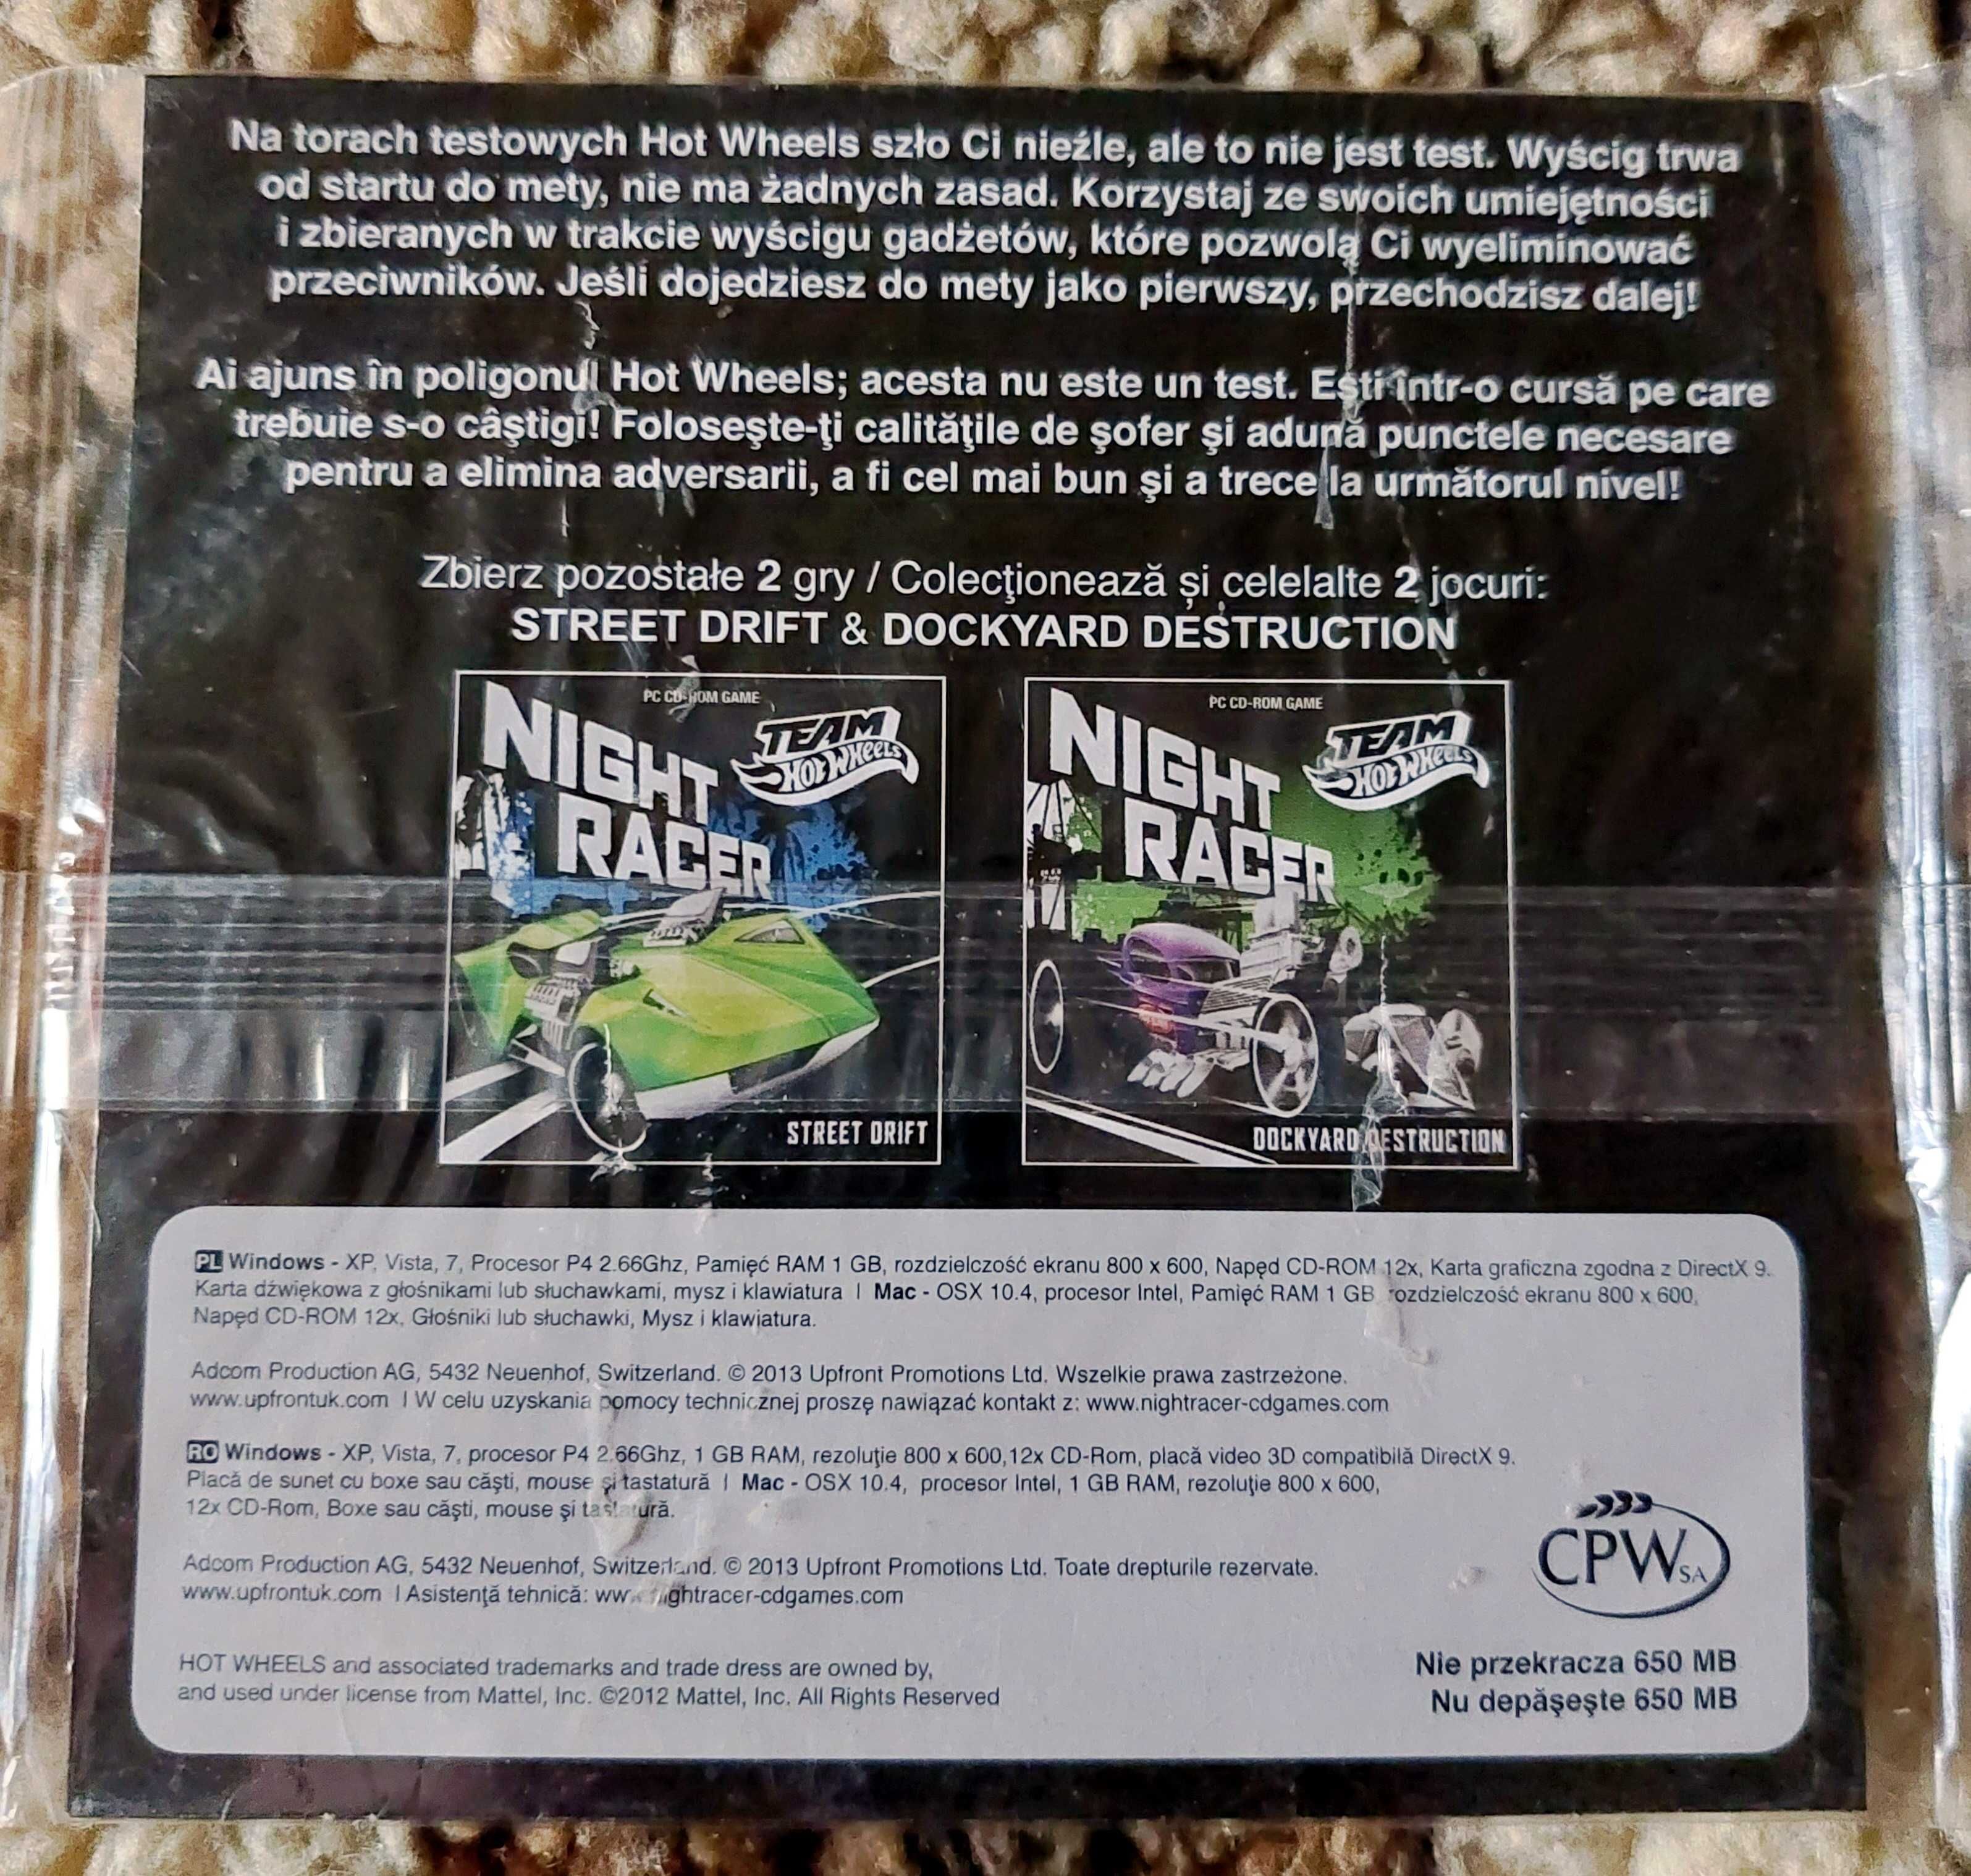 Na torach testowych Hot Wheels szło Ci nieźle, ale to nie jest test. Wyścig trwa
od startu do mety, nie ma żadnych zasad. Korzystaj ze swoich umiejętności
i zbieranych w trakcie wyścigu gadżetów, które pozwolą Ci wyeliminować
przeciwników. Jeśli dojedziesz do mety jako pierwszy, przechodzisz dalej!
Ai ajuns în poligonul Hot Wheels; acesta nu este un test. Eşti într-o cursă pe care
trebuie s-o câştigi! Foloseşte-ţi calităţile de şofer şi adună punctele necesare
pentru a elimina adversarii, a fi cel mai bun şi a trece la următorul nivel!
Zbierz pozostałe 2 gry / Colecţionează și celelalte 2 jocuri:
STREET DRIFT & DOCKYARD DESTRUCTION
PC CD-ROM GAME
NIGHT
RACER
TEAM
HOT WHEELS
STREET DRIFT
PC CD-ROM GAME
NIGHT
RACER
TEAM
HOT WHEELS
DOCKYARD DESTRUCTION
PL Windows - XP, Vista, 7, Procesor P4 2.66Ghz, Pamięć RAM 1 GB, rozdzielczość ekranu 800 x 600, Napęd CD-ROM 12x, Karta graficzna zgodna z DirectX 9.
Karta dźwiękowa z głośnikami lub słuchawkami, mysz i klawiatura | Mac - OSX 10.4, procesor Intel, Pamięć RAM 1 GB rozdzielczość ekranu 800 x 600,
Napęd CD-ROM 12x, Głośniki lub słuchawki, Mysz i klawiatura.
Adcom Production AG, 5432 Neuenhof, Switzerland. © 2013 Upfront Promotions Ltd. Wszelkie prawa zastrzeżone.
www.upfrontuk.com | W celu uzyskania pomocy technicznej proszę nawiązać kontakt z: www.nightracer-cdgames.com
RO Windows - XP, Vista, 7, procesor P4 2.66Ghz, 1 GB RAM, rezoluţie 800 x 600,12x CD-Rom, placă video 3D compatibilă DirectX 9.
Placă de sunet cu boxe sau căşti, mouse şi tastatură | Mac - OSX 10.4, procesor Intel, 1 GB RAM, rezoluţie 800 x 600,
12x CD-Rom, Boxe sau căşti, mouse şi tastatură.
Adcom Production AG, 5432 Neuenhof, Switzerland. © 2013 Upfront Promotions Ltd. Toate drepturile rezervate.
www.upfrontuk.com | Asistenţă tehnică: www.nightracer-cdgames.com
CPW SA
HOT WHEELS and associated trademarks and trade dress are owned by,
and used under license from Mattel, Inc. ©2012 Mattel, Inc. All Rights Reserved
Nie przekracza 650 MB
Nu depăşeşte 650 MB